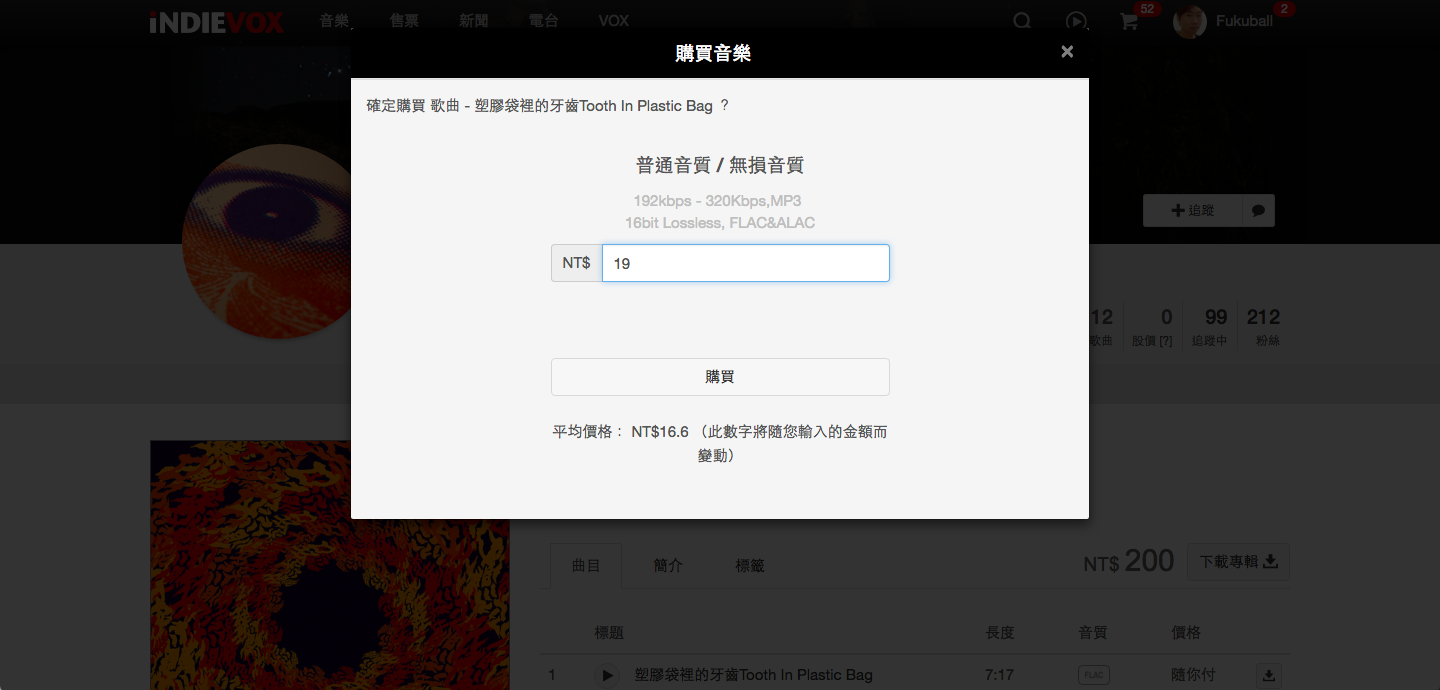 iNDIEVOX 音樂 售票 新聞 電台 VOX 52 Fukuball 2
購買音樂 ×
確定購買 歌曲 - 塑膠袋裡的牙齒Tooth In Plastic Bag ?
普通音質 / 無損音質
192kbps - 320Kbps,MP3
16bit Lossless, FLAC&ALAC
追蹤
NT$ 19
12 0 99 212
歌曲 股價 [?] 追蹤中 粉絲
購買
平均價格： NT$16.6 （此數字將隨您輸入的金額而
變動）
曲目 簡介 標籤 NT$ 200 下載專輯
標題 長度 音質 價格
1 塑膠袋裡的牙齒Tooth In Plastic Bag 7:17 FLAC 隨你付